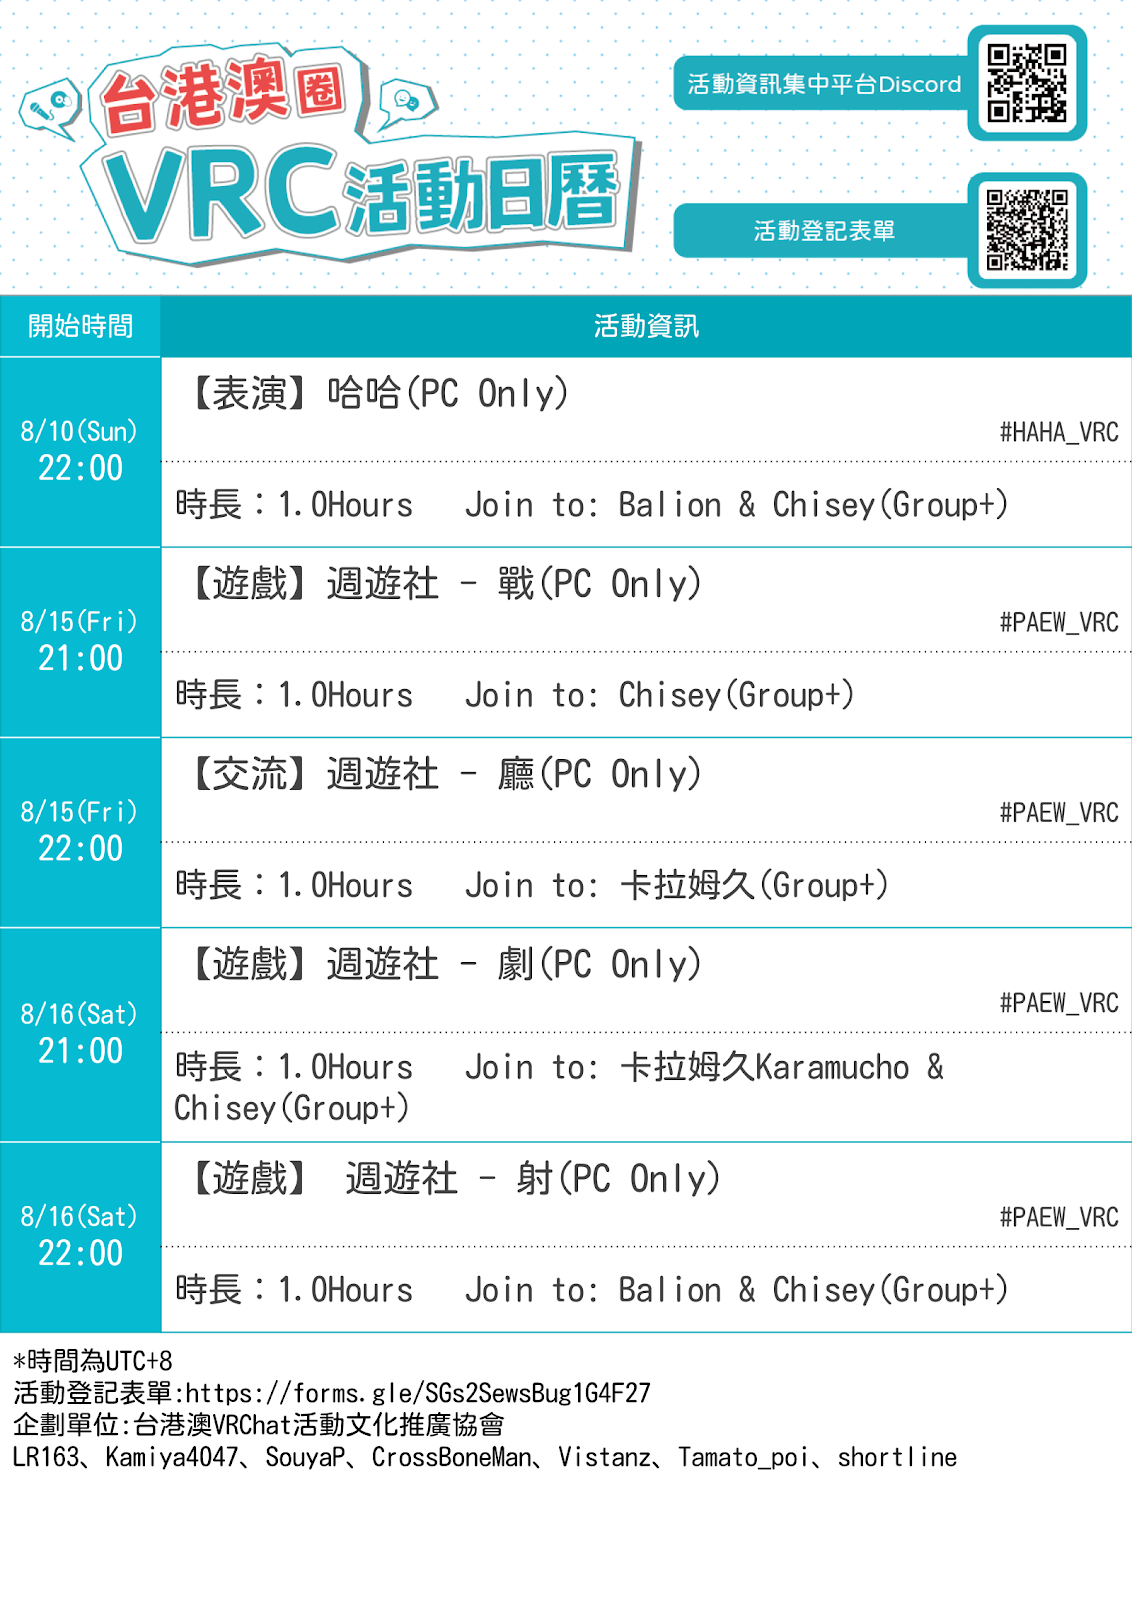 台港澳圈
VRC活動日曆
活動資訊集中平台Discord
活動登記表單
開始時間
活動資訊
8/10(Sun)
22:00
【表演】哈哈(PC Only)
#HAHA_VRC
時長：1.0Hours Join to: Balion & Chisey(Group+)
8/15(Fri)
21:00
【遊戲】週遊社 - 戰(PC Only)
#PAEW_VRC
時長：1.0Hours Join to: Chisey(Group+)
8/15(Fri)
22:00
【交流】週遊社 - 廳(PC Only)
#PAEW_VRC
時長：1.0Hours Join to: 卡拉姆久(Group+)
8/16(Sat)
21:00
【遊戲】週遊社 - 劇(PC Only)
#PAEW_VRC
時長：1.0Hours Join to: 卡拉姆久Karamucho &
Chisey(Group+)
8/16(Sat)
22:00
【遊戲】 週遊社 - 射(PC Only)
#PAEW_VRC
時長：1.0Hours Join to: Balion & Chisey(Group+)
*時間為UTC+8
活動登記表單:https://forms.gle/SGs2SewsBug1G4F27
企劃單位:台港澳VRChat活動文化推廣協會
LR163、Kamiya4047、SouyaP、CrossBoneMan、Vistanz、Tamato_poi、shortline